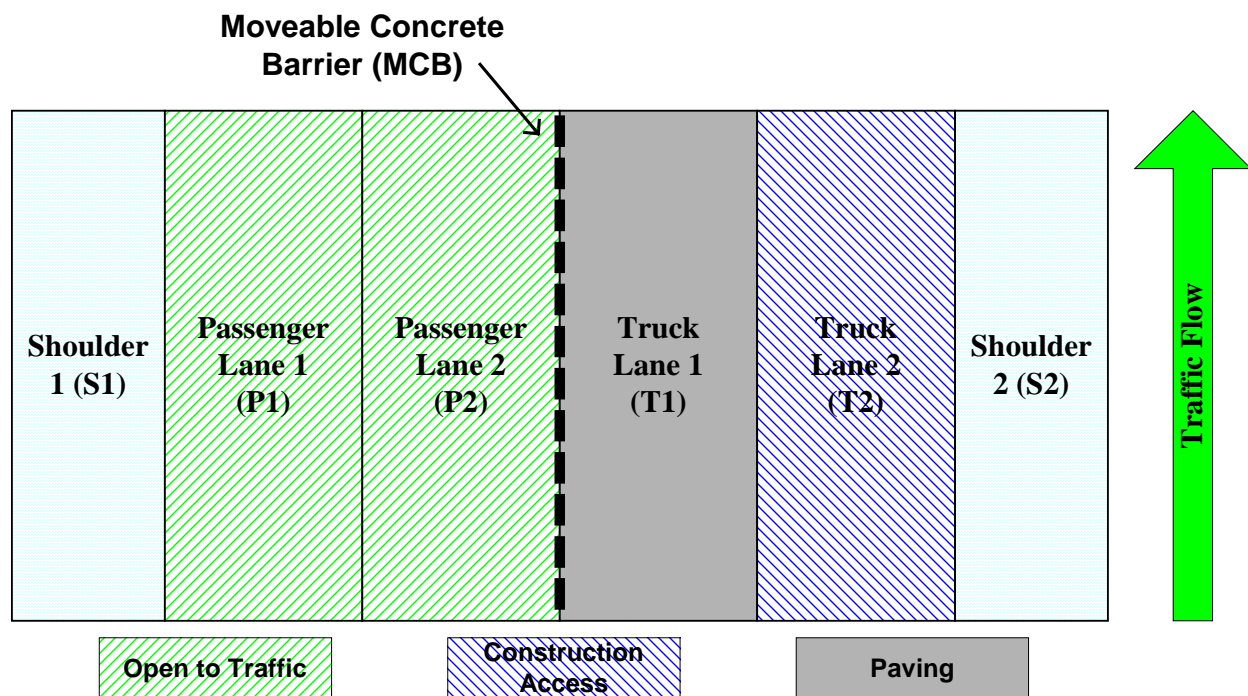 Moveable Concrete
Barrier (MCB)
Shoulder
1 (S1)
Passenger
Lane 1
(P1)
Passenger
Lane 2
(P2)
Truck
Lane 1
(T1)
Truck
Lane 2
(T2)
Shoulder
2 (S2)
Traffic Flow
Open to Traffic
Construction
Access
Paving